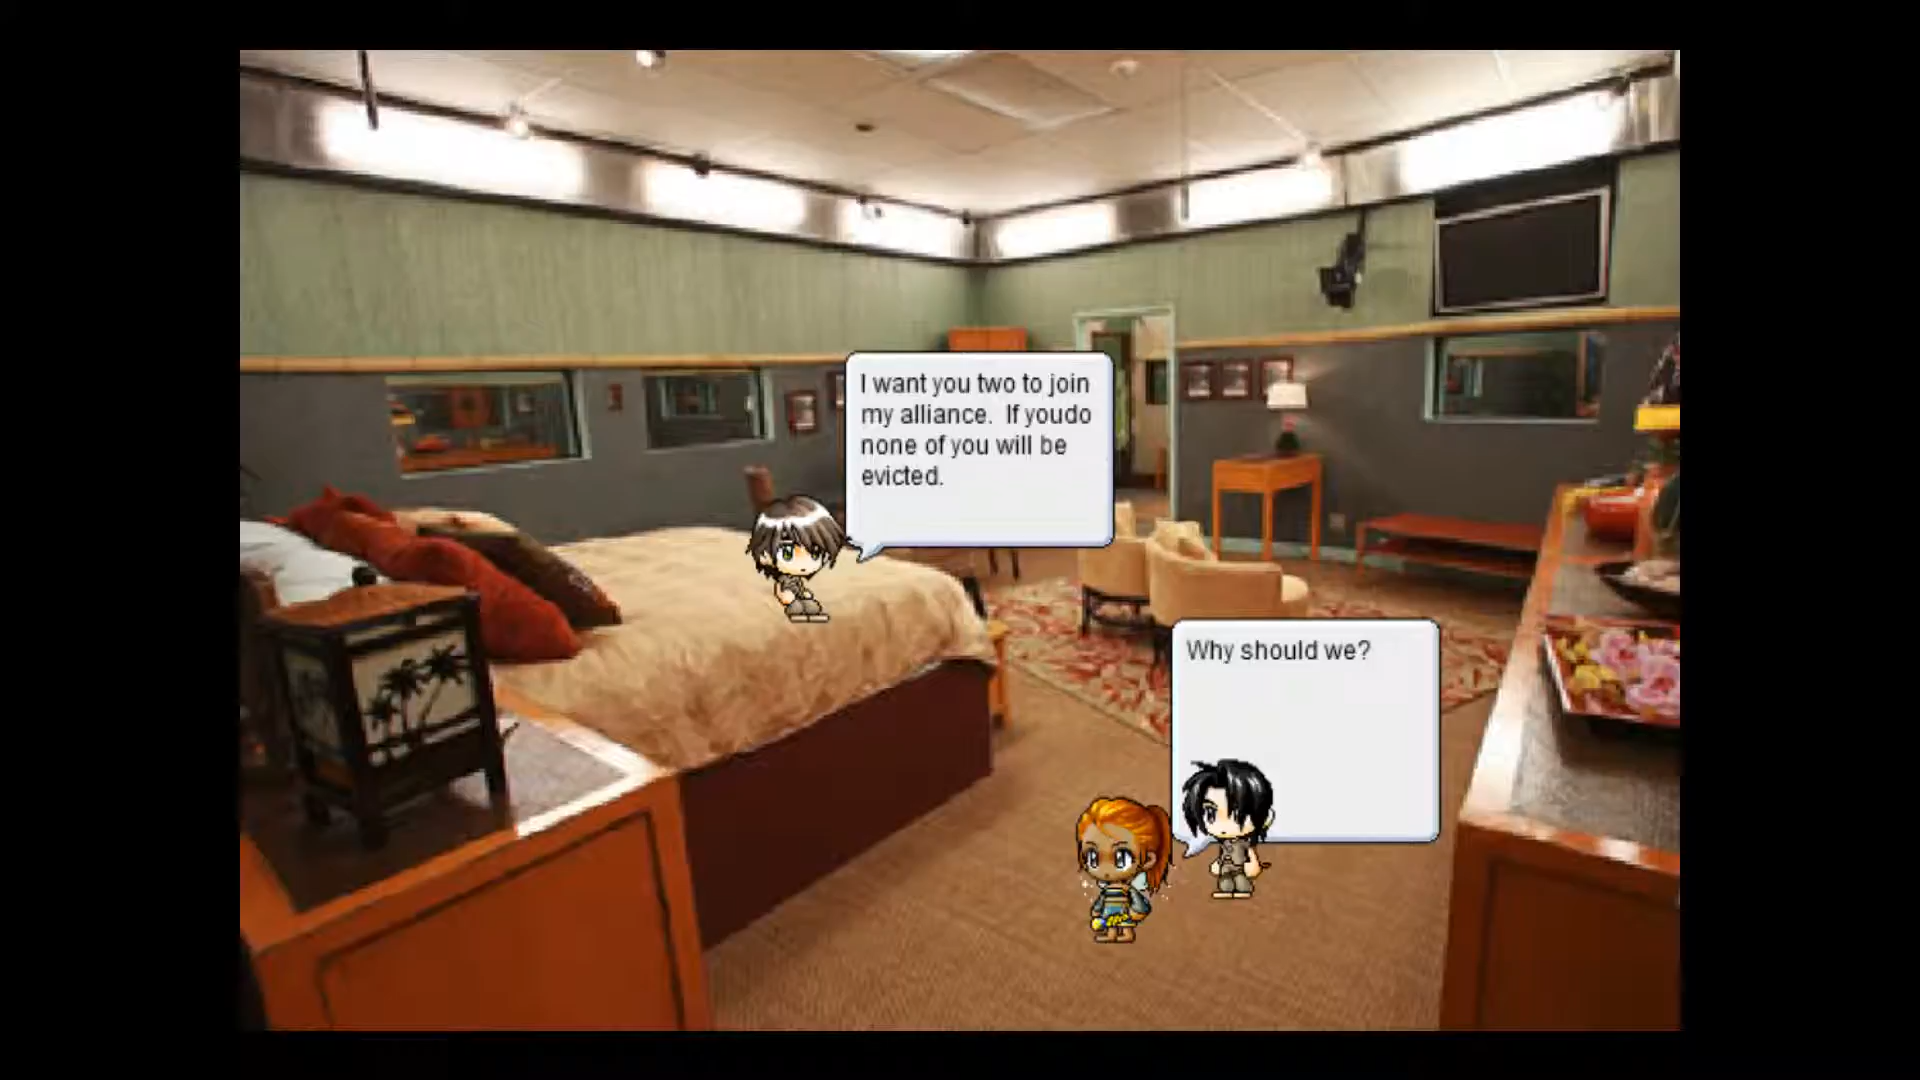 I want you two to join
my alliance.  If youdo
none of you will be
evicted.
Why should we?